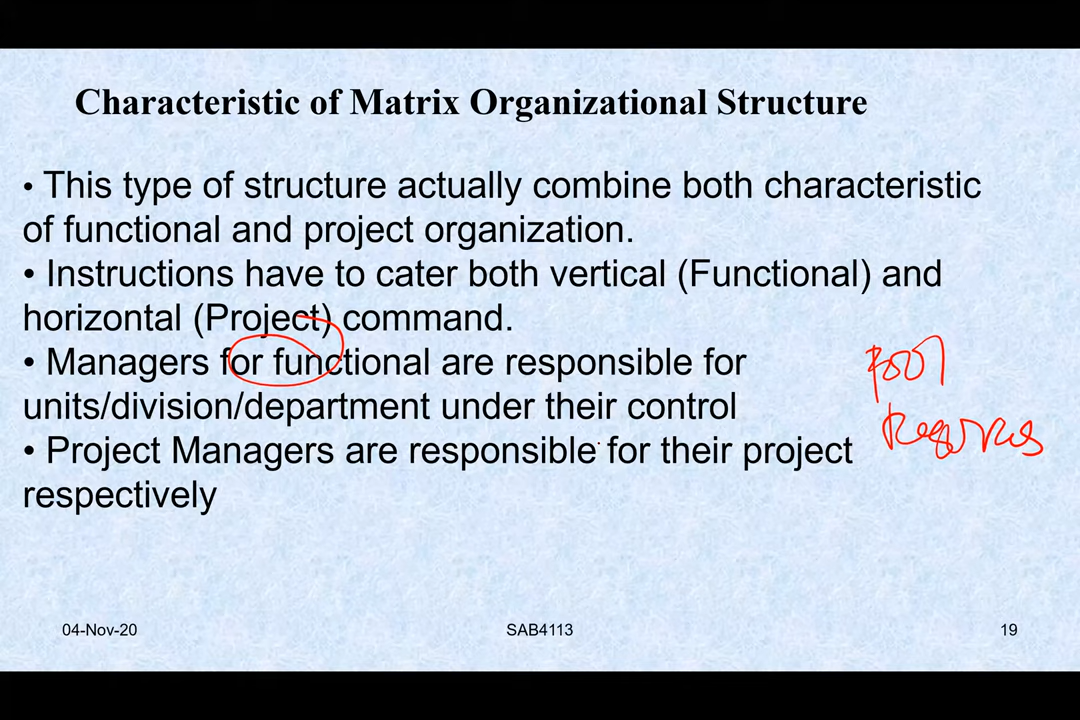 Characteristic of Matrix Organizational Structure
• This type of structure actually combine both characteristic
of functional and project organization.
• Instructions have to cater both vertical (Functional) and
horizontal (Project) command.
• Managers for functional are responsible for
units/division/department under their control
• Project Managers are responsible for their project
respectively
pool
04-Nov-20 SAB4113 19